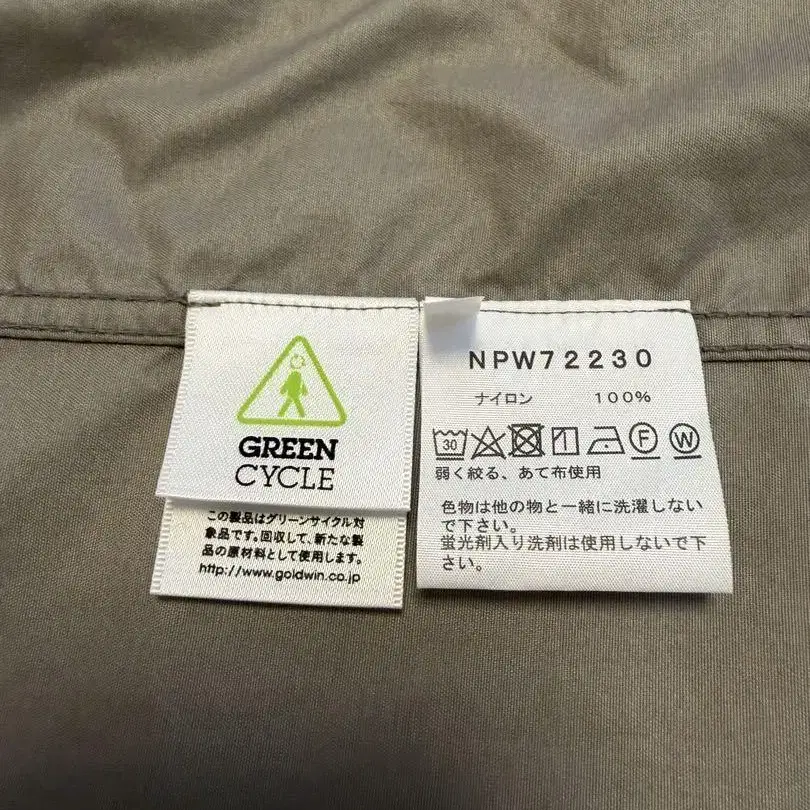 GREEN
CYCLE
この製品はグリーンサイクル対
象品です。回収して、新たな製
品の原材料として使用します。
http://www.goldwin.co.jp
NPW72230
ナイロン 100%
30 F W
弱く絞る、あて布使用
色物は他の物と一緒に洗濯しない
で下さい。
蛍光剤入り洗剤は使用しないで下
さい。